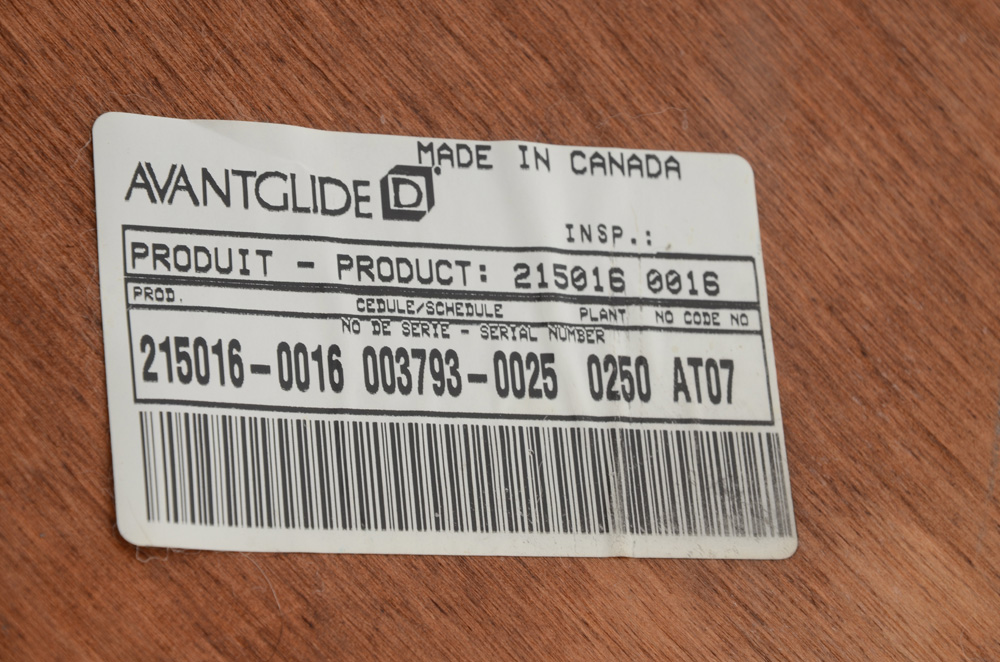 MADE IN CANADA
AVANTGLIDE D
INSP.:
PRODUIT - PRODUCT: 215016 0016
PROD. CEDULE/SCHEDULE PLANT NO CODE NO
NO DE SERIE - SERIAL NUMBER
215016-0016 003793-0025 0250 AT07